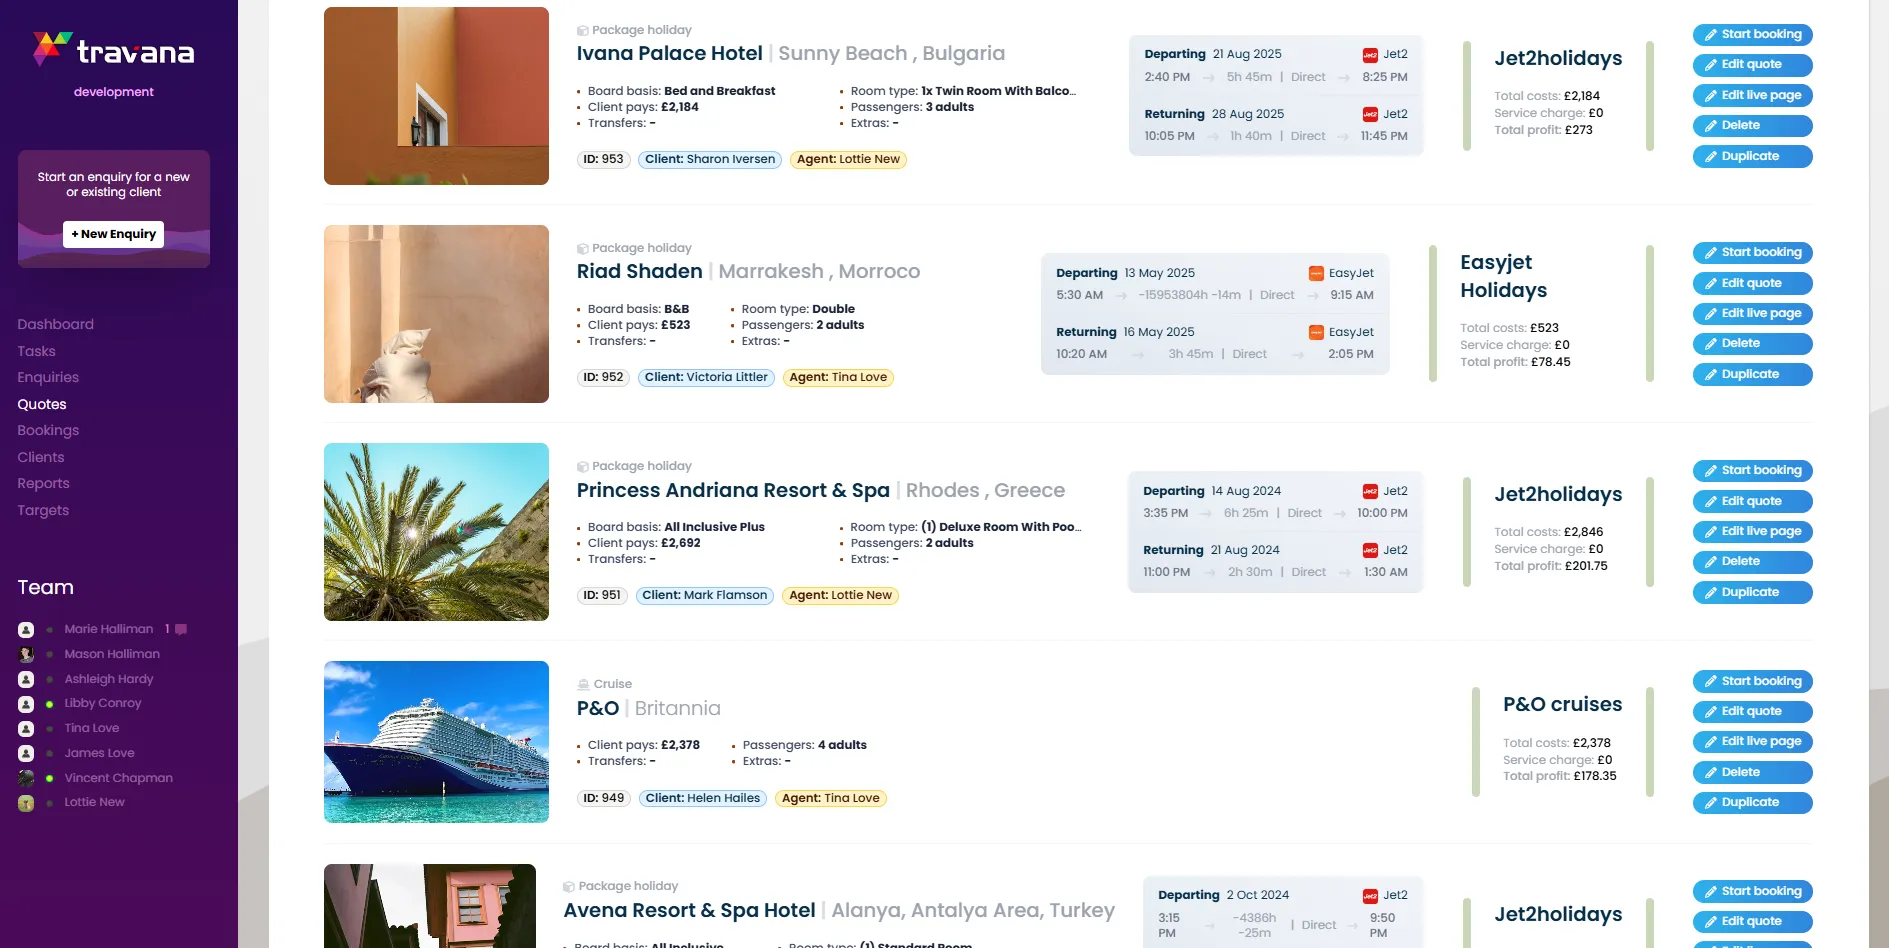 travana
development
Start an enquiry for a new
or existing client
+ New Enquiry
Dashboard
Tasks
Enquiries
Quotes
Bookings
Clients
Reports
Targets
Team
Marie Halliman 1
Mason Halliman
Ashleigh Hardy
Libby Conroy
Tina Love
James Love
Vincent Chapman
Lottie New
Package holiday
Ivana Palace Hotel | Sunny Beach , Bulgaria
Board basis: Bed and Breakfast
Client pays: £2,184
Transfers: -
Room type: 1x Twin Room With Balco...
Passengers: 3 adults
Extras: -
ID: 953 Client: Sharon Iversen Agent: Lottie New
Departing 21 Aug 2025 Jet2
2:40 PM → 5h 45m | Direct → 8:25 PM
Returning 28 Aug 2025 Jet2
10:05 PM → 1h 40m | Direct → 11:45 PM
Jet2holidays
Total costs: £2,184
Service charge: £0
Total profit: £273
Start booking
Edit quote
Edit live page
Delete
Duplicate
Package holiday
Riad Shaden | Marrakesh , Morroco
Board basis: B&B
Client pays: £523
Transfers: -
Room type: Double
Passengers: 2 adults
Extras: -
ID: 952 Client: Victoria Littler Agent: Tina Love
Departing 13 May 2025 EasyJet
5:30 AM → -15953804h -14m | Direct → 9:15 AM
Returning 16 May 2025 EasyJet
10:20 AM → 3h 45m | Direct → 2:05 PM
Easyjet
Holidays
Total costs: £523
Service charge: £0
Total profit: £78.45
Start booking
Edit quote
Edit live page
Delete
Duplicate
Package holiday
Princess Andriana Resort & Spa | Rhodes , Greece
Board basis: All Inclusive Plus
Client pays: £2,692
Transfers: -
Room type: (1) Deluxe Room With Poo...
Passengers: 2 adults
Extras: -
ID: 951 Client: Mark Flamson Agent: Lottie New
Departing 14 Aug 2024 Jet2
3:35 PM → 6h 25m | Direct → 10:00 PM
Returning 21 Aug 2024 Jet2
11:00 PM → 2h 30m | Direct → 1:30 AM
Jet2holidays
Total costs: £2,846
Service charge: £0
Total profit: £201.75
Start booking
Edit quote
Edit live page
Delete
Duplicate
Cruise
P&O | Britannia
Client pays: £2,378
Transfers: -
Passengers: 4 adults
Extras: -
ID: 949 Client: Helen Hailes Agent: Tina Love
P&O cruises
Total costs: £2,378
Service charge: £0
Total profit: £178.35
Start booking
Edit quote
Edit live page
Delete
Duplicate
Package holiday
Avena Resort & Spa Hotel | Alanya, Antalya Area, Turkey
Board basis: All Inclusive
Room type: (1) Standard Room
Departing 2 Oct 2024 Jet2
3:15 PM → -4386h -25m | Direct → 9:50 PM
Jet2holidays
Start booking
Edit quote